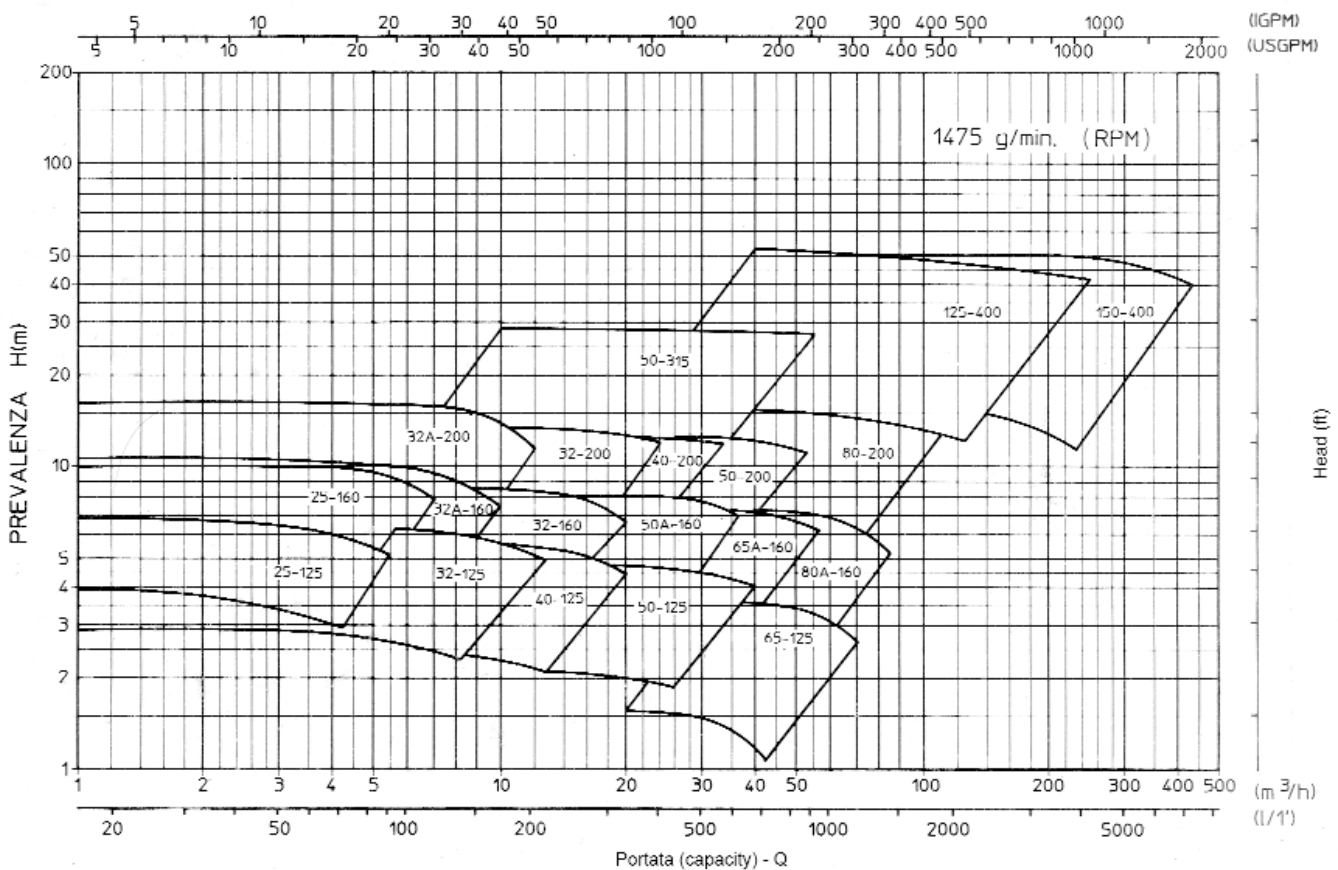 5 10 20 30 40 50 100 200 300 400 500 1000 (IGPM)
5 10 20 30 40 50 100 200 300 400 500 1000 2000 (USGPM)
1475 g/min. (RPM)
PREVALENZA H(m)
200
100
50
40
30
20
10
5
4
3
2
1
125-400
150-400
50-315
32A-200
32-200
40-200
50-200
80-200
25-160
32A-160
32-160
50A-160
65A-160
80A-160
25-125
32-125
40-125
50-125
65-125
Head (ft)
1 2 3 4 5 10 20 30 40 50 100 200 300 400 500 (m³/h)
20 50 100 200 500 1000 2000 5000 (l/1')
Portata (capacity) - Q